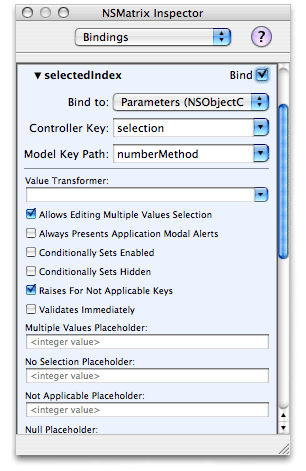 NSMatrix Inspector
Bindings
?
selectedIndex Bind
Bind to: Parameters (NSObjectC
Controller Key: selection
Model Key Path: numberMethod
Value Transformer:
Allows Editing Multiple Values Selection
Always Presents Application Modal Alerts
Conditionally Sets Enabled
Conditionally Sets Hidden
Raises For Not Applicable Keys
Validates Immediately
Multiple Values Placeholder:
<integer value>
No Selection Placeholder:
<integer value>
Not Applicable Placeholder:
<integer value>
Null Placeholder: